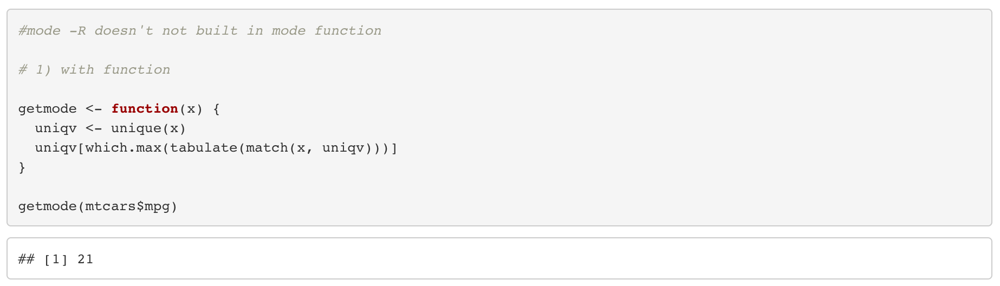 #mode -R doesn't not built in mode function
# 1) with function
getmode <- function(x) {
  uniqv <- unique(x)
  uniqv[which.max(tabulate(match(x, uniqv)))]
}
getmode(mtcars$mpg)
## [1] 21